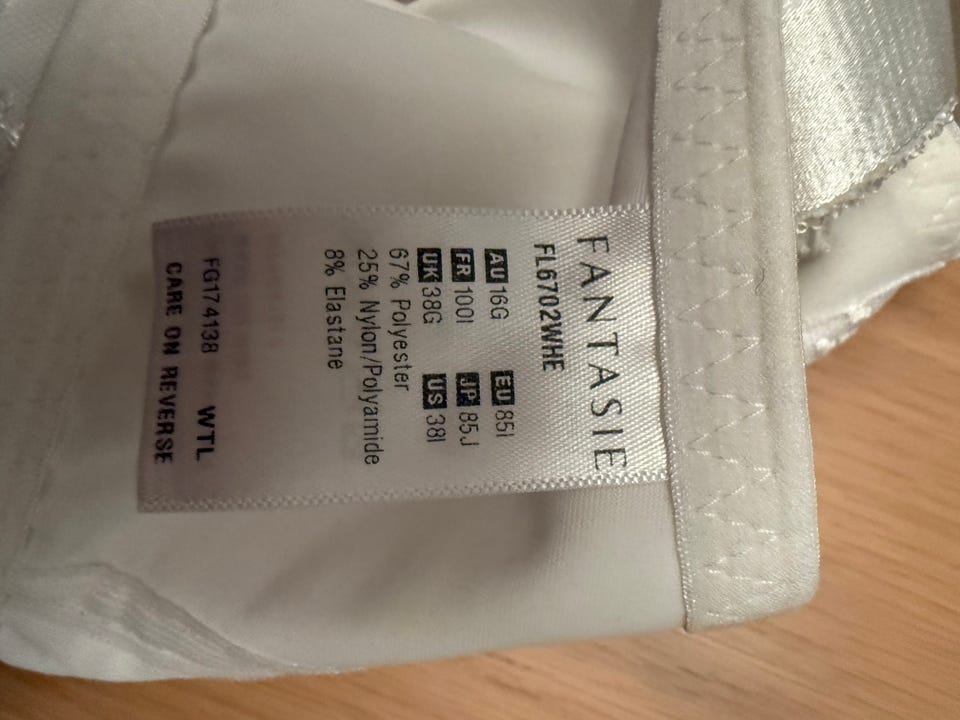 FANTASIE
FL6702WHE
AU 16G EU 85I
FR 100I JP 85J
UK 38G US 38I
67% Polyester
25% Nylon/Polyamide
8% Elastane
FG174138 WTL
CARE ON REVERSE